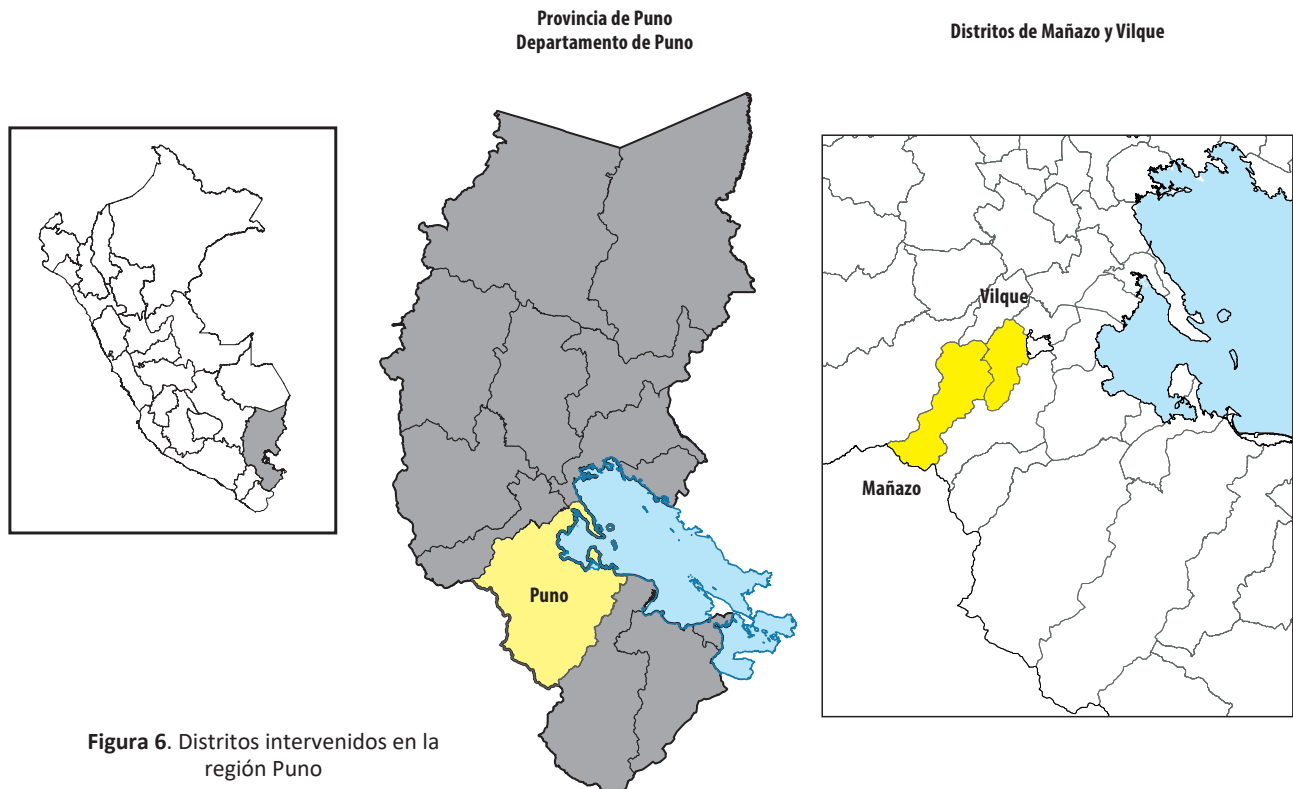 Provincia de Puno
Departamento de Puno
Distritos de Mañazo y Vilque
Vilque
Mañazo
Puno
Figura 6. Distritos intervenidos en la
región Puno